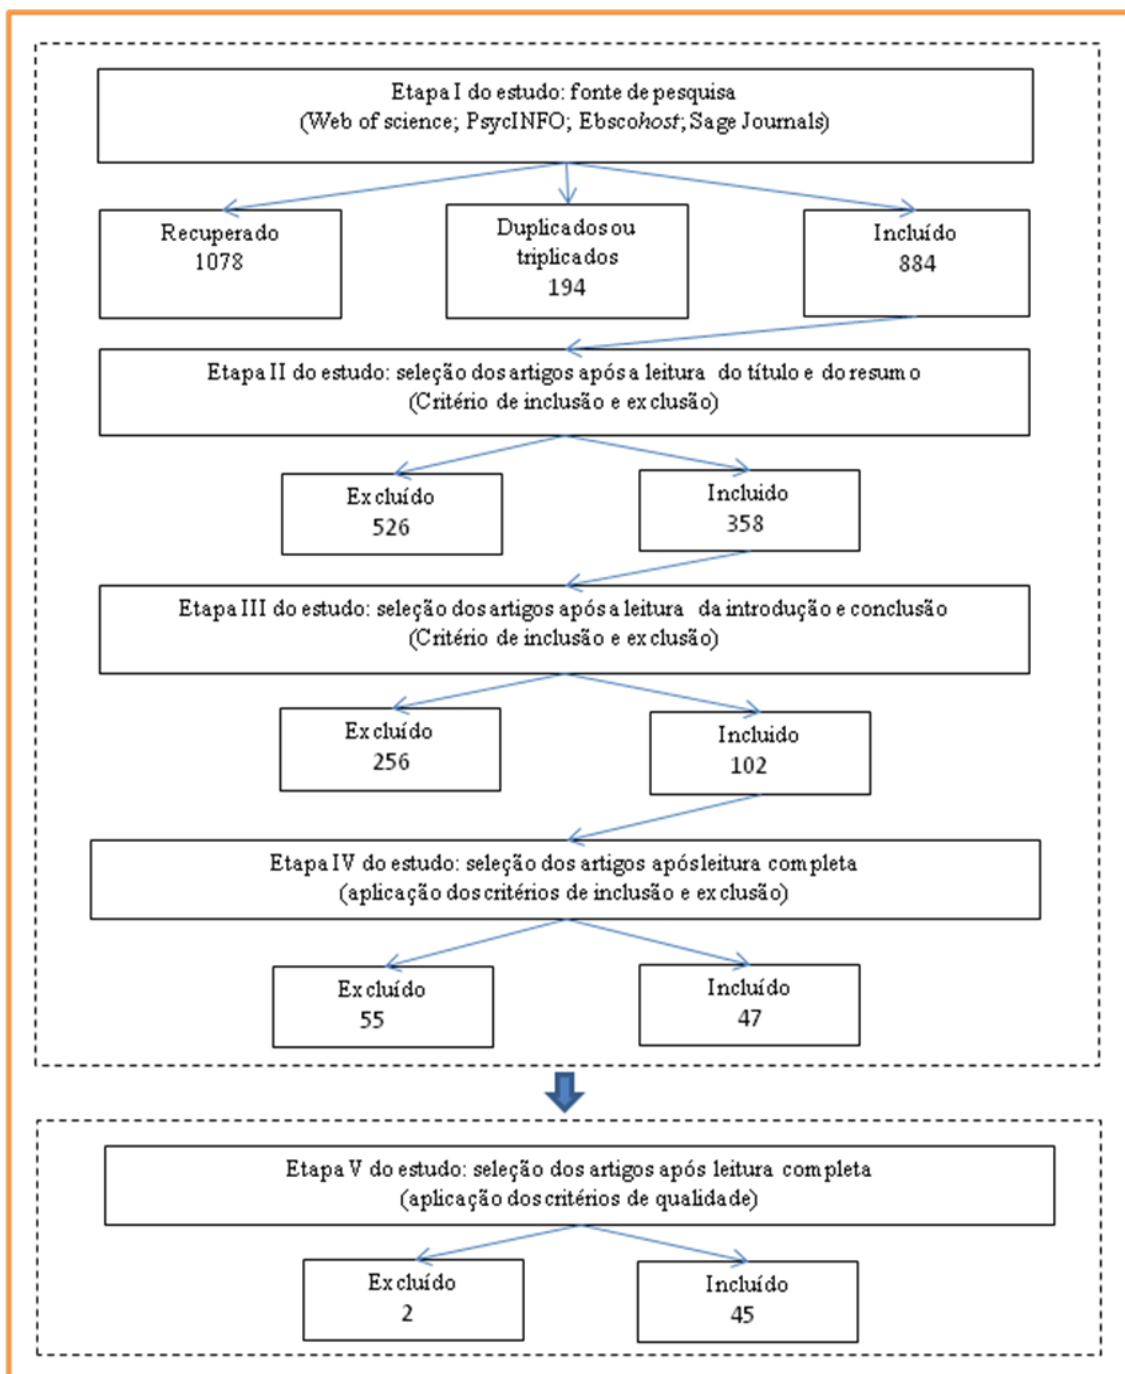 Etapa I do estudo: fonte de pesquisa
(Web of science; PsycINFO; Ebscohost; Sage Journals)
Recuperado
1078
Duplicados ou
triplicados
194
Incluído
884
Etapa II do estudo: seleção dos artigos após a leitura do título e do resumo
(Critério de inclusão e exclusão)
Excluído
526
Incluido
358
Etapa III do estudo: seleção dos artigos após a leitura da introdução e conclusão
(Critério de inclusão e exclusão)
Excluído
256
Incluido
102
Etapa IV do estudo: seleção dos artigos após leitura completa
(aplicação dos critérios de inclusão e exclusão)
Excluído
55
Incluído
47
Etapa V do estudo: seleção dos artigos após leitura completa
(aplicação dos critérios de qualidade)
Excluído
2
Incluído
45